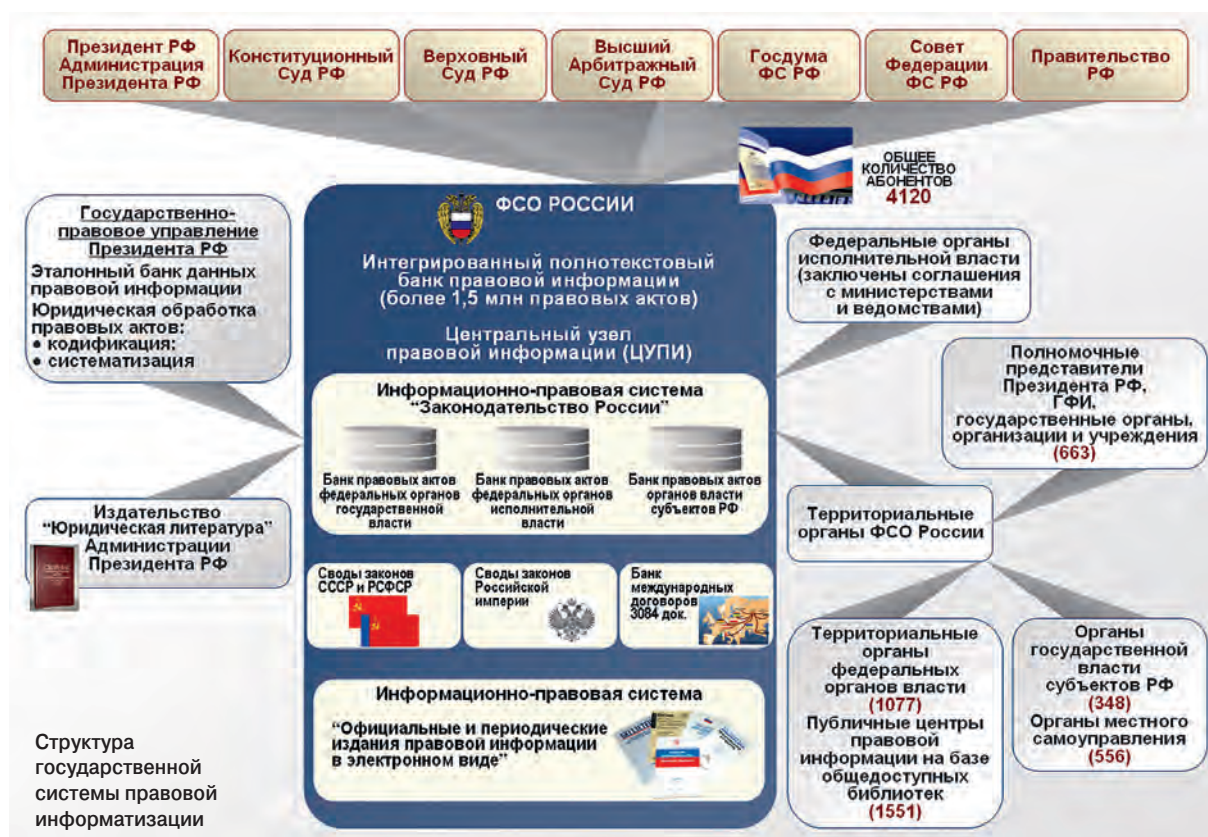 Президент РФ
Администрация
Президента РФ
Конституционный
Суд РФ
Верховный
Суд РФ
Высший
Арбитражный
Суд РФ
Госдума
ФС РФ
Совет
Федерации
ФС РФ
Правительство
РФ
ОБЩЕЕ
КОЛИЧЕСТВО
АБОНЕНТОВ
4120
Государственно-
правовое управление
Президента РФ
Эталонный банк данных
правовой информации
Юридическая обработка
правовых актов:
● кодификация;
● систематизация
Издательство
“Юридическая литература”
Администрации
Президента РФ
ФСО РОССИИ
Интегрированный полнотекстовый
банк правовой информации
(более 1,5 млн правовых актов)
Центральный узел
правовой информации (ЦУПИ)
Информационно-правовая система
“Законодательство России”
Банк правовых актов
федеральных органов
государственной
власти
Банк правовых актов
федеральных органов
исполнительной
власти
Банк правовых актов
органов власти
субъектов РФ
Своды законов
СССР и РСФСР
Своды законов
Российской
империи
Банк
международных
договоров
3084 док.
Информационно-правовая система
“Официальные и периодические
издания правовой информации
в электронном виде”
Федеральные органы
исполнительной власти
(заключены соглашения
с министерствами
и ведомствами)
Полномочные
представители
Президента РФ,
ГФИ,
государственные органы,
организации и учреждения
(663)
Территориальные
органы ФСО России
Территориальные
органы
федеральных
органов власти
(1077)
Публичные центры
правовой
информации на базе
общедоступных
библиотек
(1551)
Органы
государственной
власти
субъектов РФ
(348)
Органы местного
самоуправления
(556)
Структура
государственной
системы правовой
информатизации